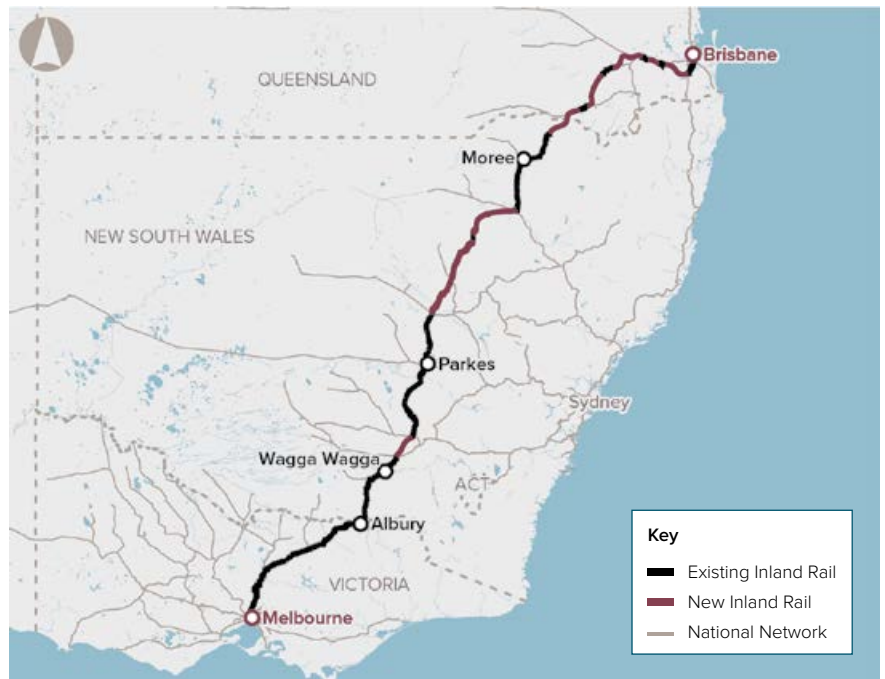 Brisbane
QUEENSLAND
Moree
NEW SOUTH WALES
Parkes
Sydney
Wagga Wagga
ACT
Albury
VICTORIA
Melbourne
Key
Existing Inland Rail
New Inland Rail
National Network